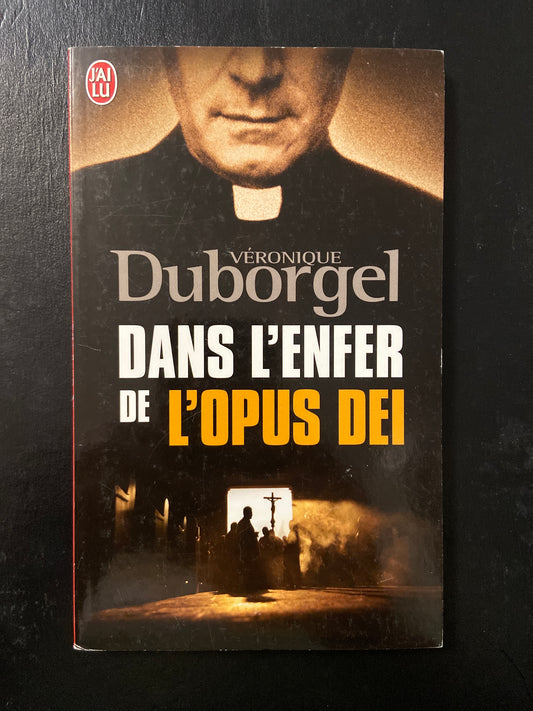 J'AI
LU
VÉRONIQUE
Duborgel
DANS L'ENFER
DE L'OPUS DEI